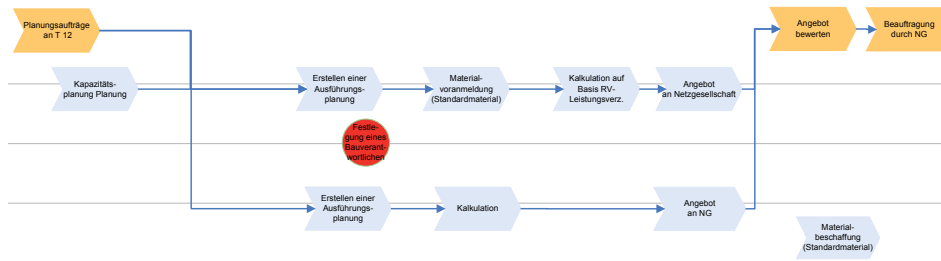 Planungsaufträge
an T 12
Angebot
bewerten
Beauftragung
durch NG
Kapazitäts-
planung Planung
Erstellen einer
Ausführungs-
planung
Material-
voranmeldung
(Standardmaterial)
Kalkulation auf
Basis RV-
Leistungsverz.
Angebot
an Netzgesellschaft
Festle-
gung eines
Bauverant-
wortlichen
Erstellen einer
Ausführungs-
planung
Kalkulation
Angebot
an NG
Material-
beschaffung
(Standardmaterial)